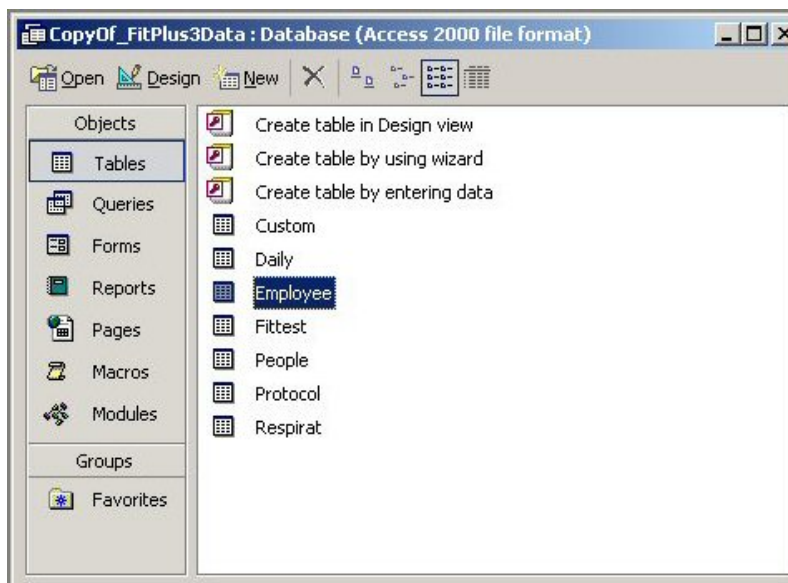 CopyOf_FitPlus3Data : Database (Access 2000 file format)
Open Design New
Objects
Tables
Queries
Forms
Reports
Pages
Macros
Modules
Groups
Favorites
Create table in Design view
Create table by using wizard
Create table by entering data
Custom
Daily
Employee
Fittest
People
Protocol
Respirat